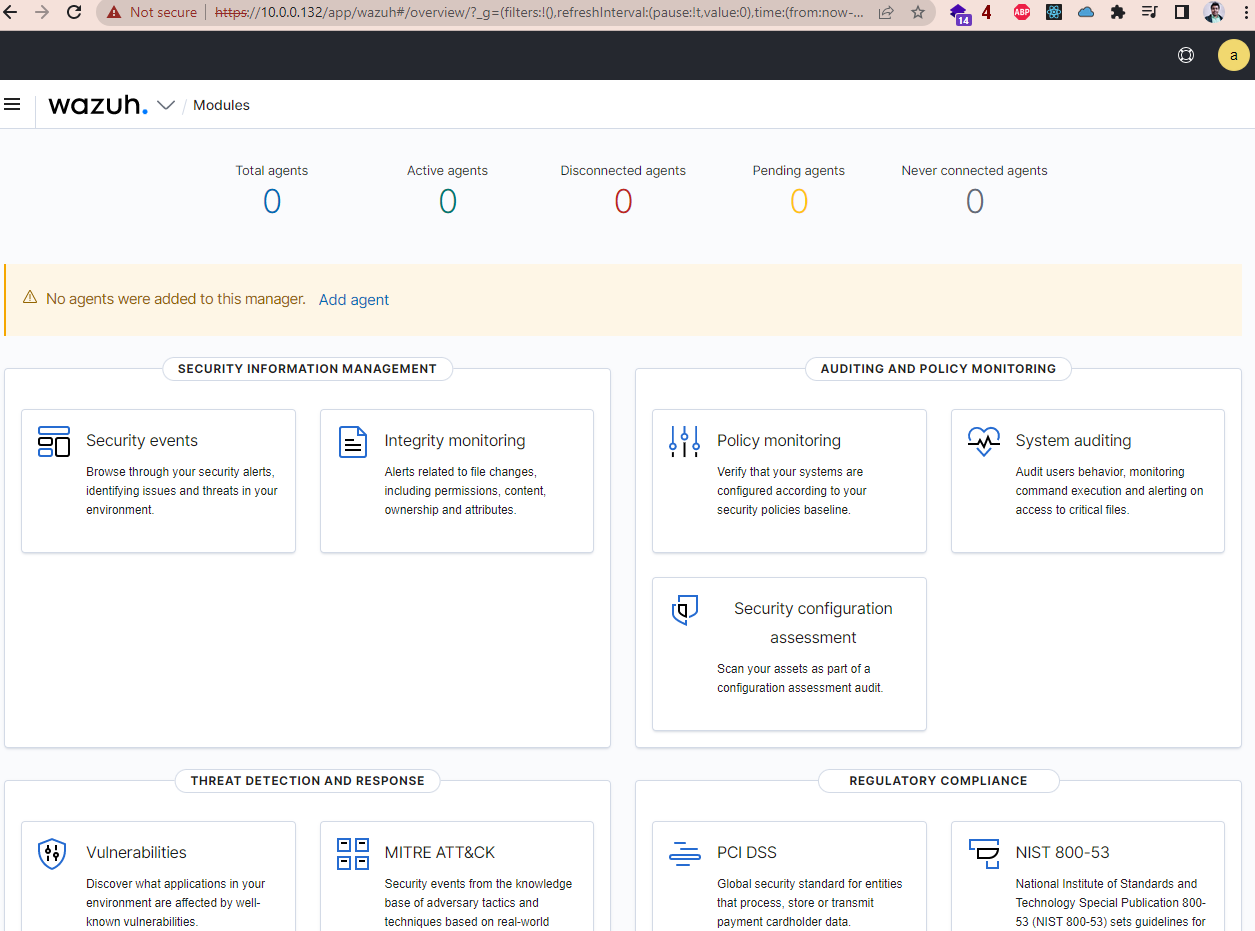 Not secure https://10.0.0.132/app/wazuh#/overview/?_g=(filters:!(),refreshInterval:(pause:!t,value:0),time:(from:now-...
14
4
ABP
a
wazuh. / Modules
Total agents
0
Active agents
0
Disconnected agents
0
Pending agents
0
Never connected agents
0
No agents were added to this manager. Add agent
SECURITY INFORMATION MANAGEMENT
Security events
Browse through your security alerts,
identifying issues and threats in your
environment.
Integrity monitoring
Alerts related to file changes,
including permissions, content,
ownership and attributes.
AUDITING AND POLICY MONITORING
Policy monitoring
Verify that your systems are
configured according to your
security policies baseline.
System auditing
Audit users behavior, monitoring
command execution and alerting on
access to critical files.
Security configuration
assessment
Scan your assets as part of a
configuration assessment audit.
THREAT DETECTION AND RESPONSE
Vulnerabilities
Discover what applications in your
environment are affected by well-
known vulnerabilities.
MITRE ATT&CK
Security events from the knowledge
base of adversary tactics and
techniques based on real-world
REGULATORY COMPLIANCE
PCI DSS
Global security standard for entities
that process, store or transmit
payment cardholder data.
NIST 800-53
National Institute of Standards and
Technology Special Publication 800-
53 (NIST 800-53) sets guidelines for